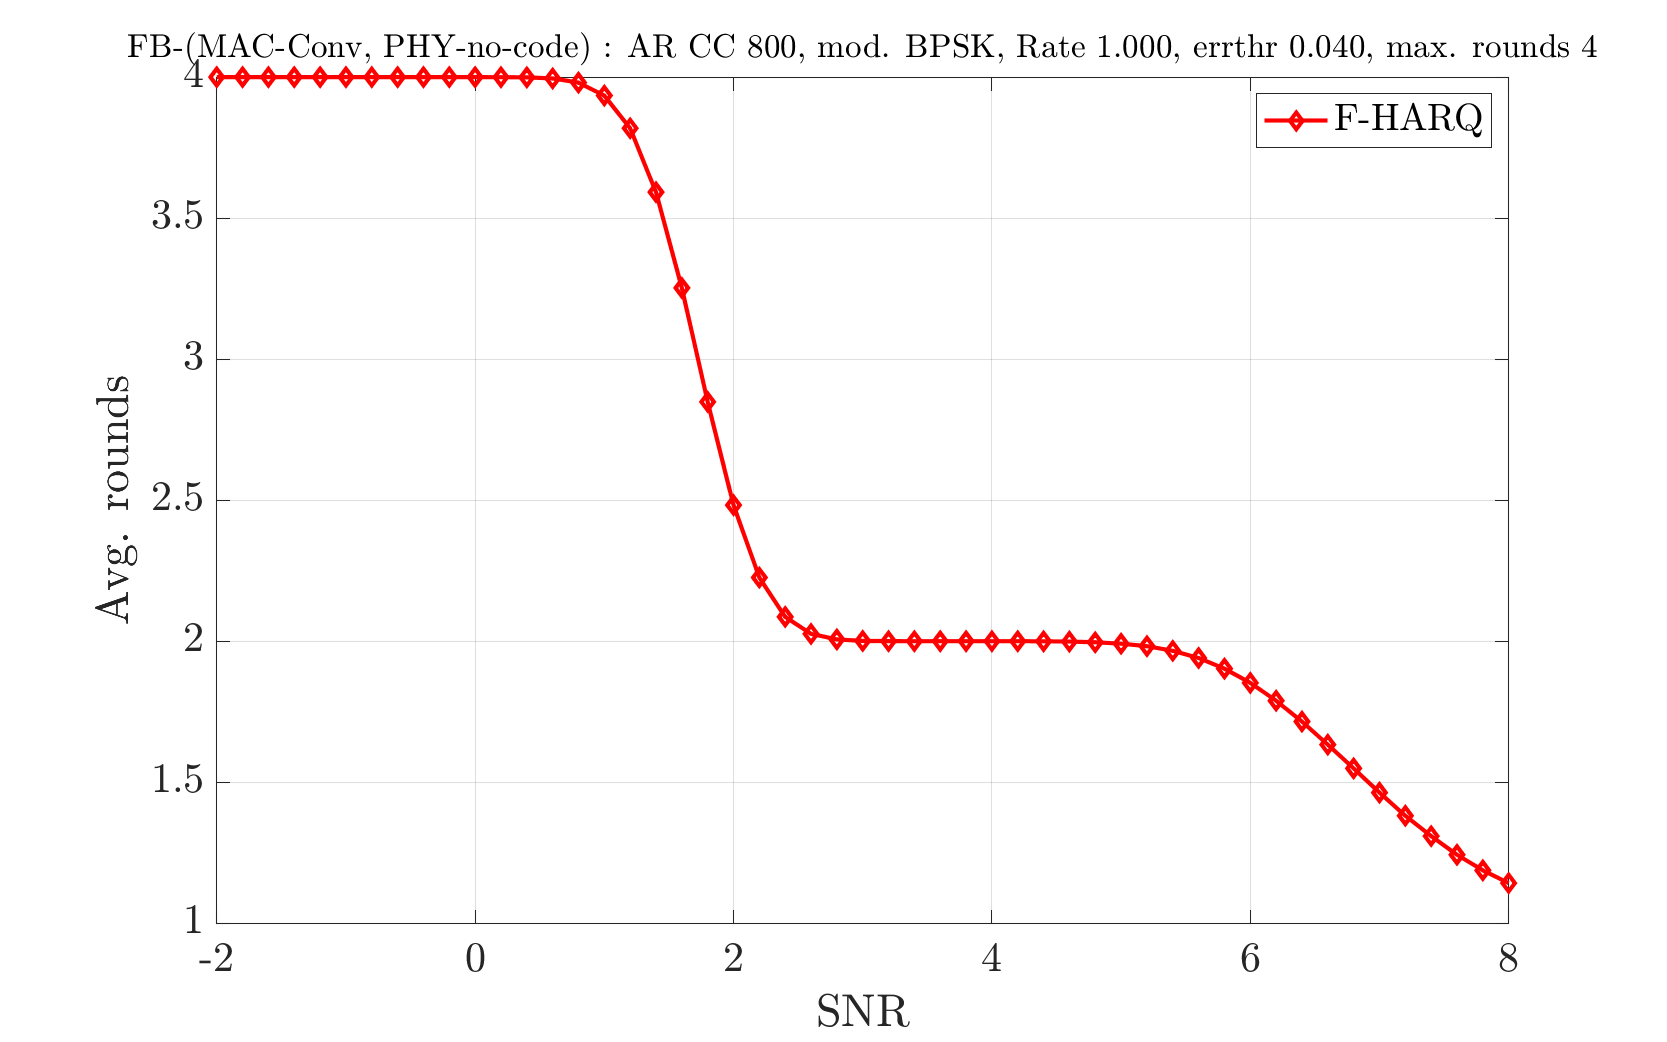 FB-(MAC-Conv, PHY-no-code) : AR CC 800, mod. BPSK, Rate 1.000, errthr 0.040, max. rounds 4
F-HARQ
4
3.5
3
2.5
2
1.5
1
Avg. rounds
-2 0 2 4 6 8
SNR